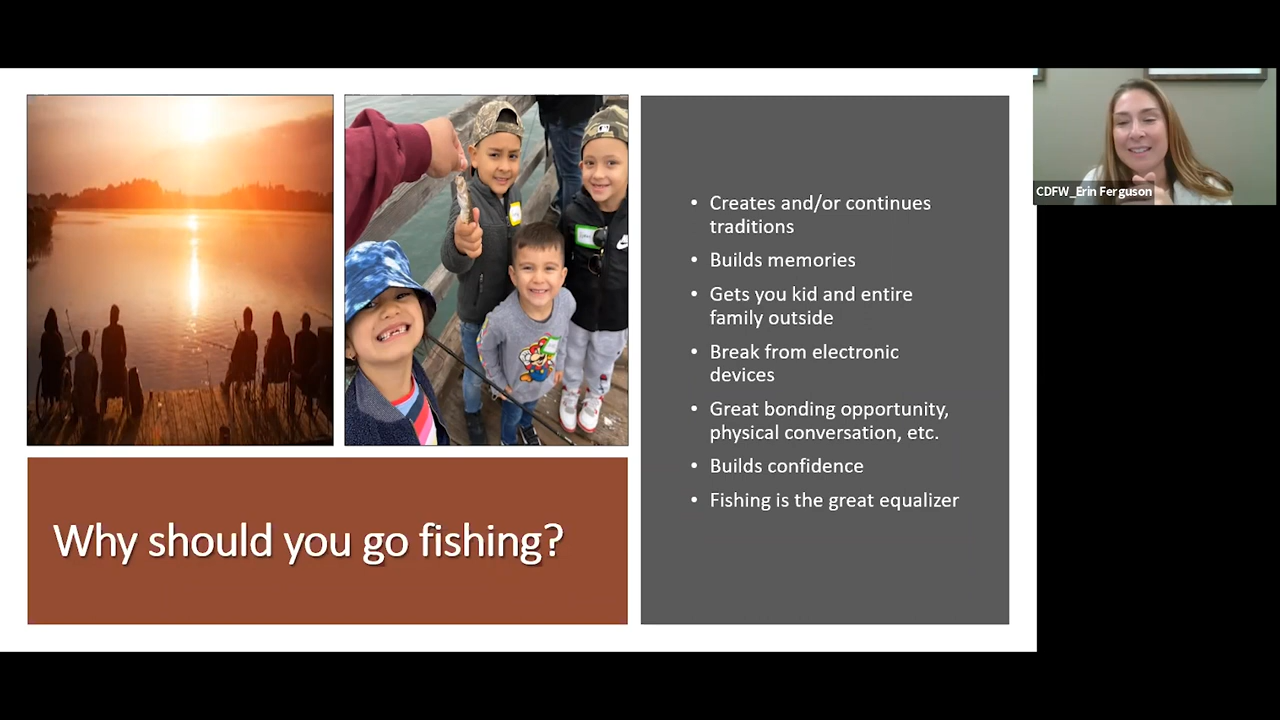 CDFW_Erin Ferguson
• Creates and/or continues
traditions
• Builds memories
• Gets you kid and entire
family outside
• Break from electronic
devices
• Great bonding opportunity,
physical conversation, etc.
• Builds confidence
• Fishing is the great equalizer
Why should you go fishing?